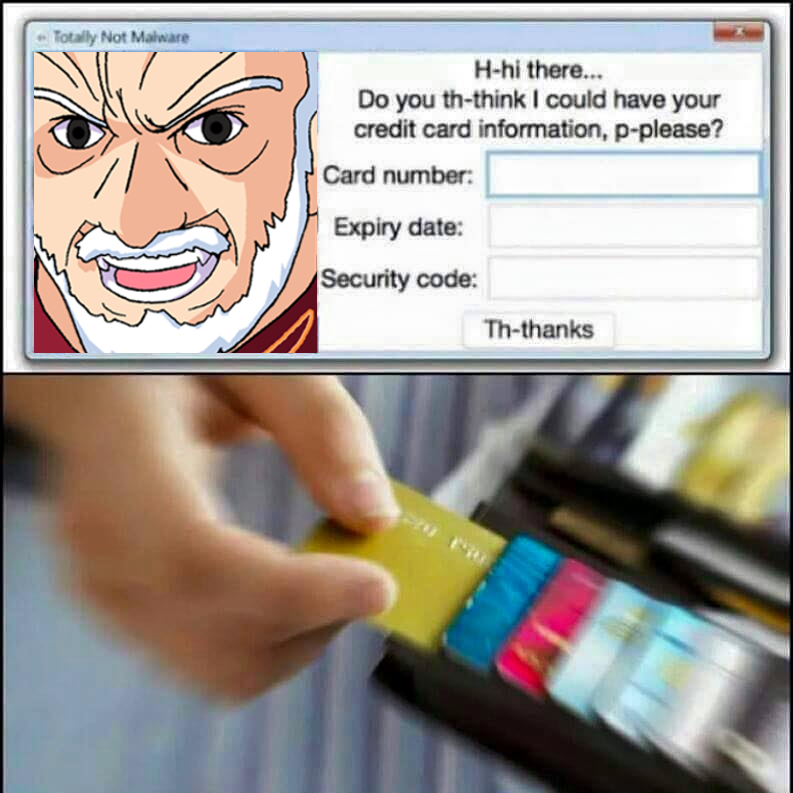 Totally Not Malware
H-hi there...
Do you th-think I could have your
credit card information, p-please?
Card number:
Expiry date:
Security code:
Th-thanks